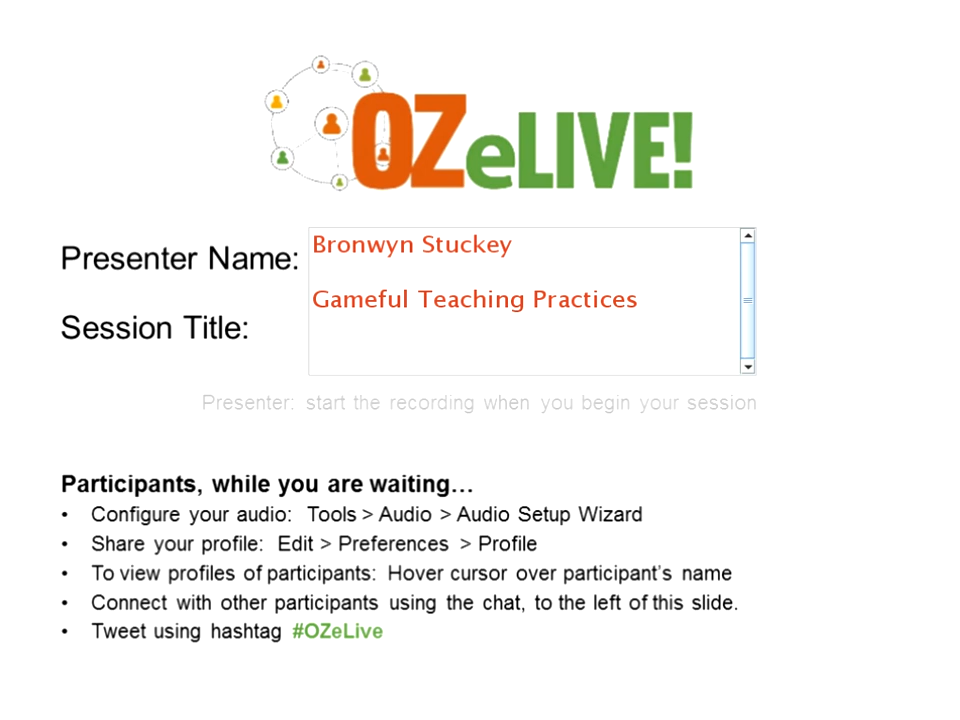 OZeLIVE!
Presenter Name:
Bronwyn Stuckey
Session Title:
Gameful Teaching Practices
Presenter: start the recording when you begin your session
Participants, while you are waiting…
• Configure your audio: Tools > Audio > Audio Setup Wizard
• Share your profile: Edit > Preferences > Profile
• To view profiles of participants: Hover cursor over participant's name
• Connect with other participants using the chat, to the left of this slide.
• Tweet using hashtag #OZeLive